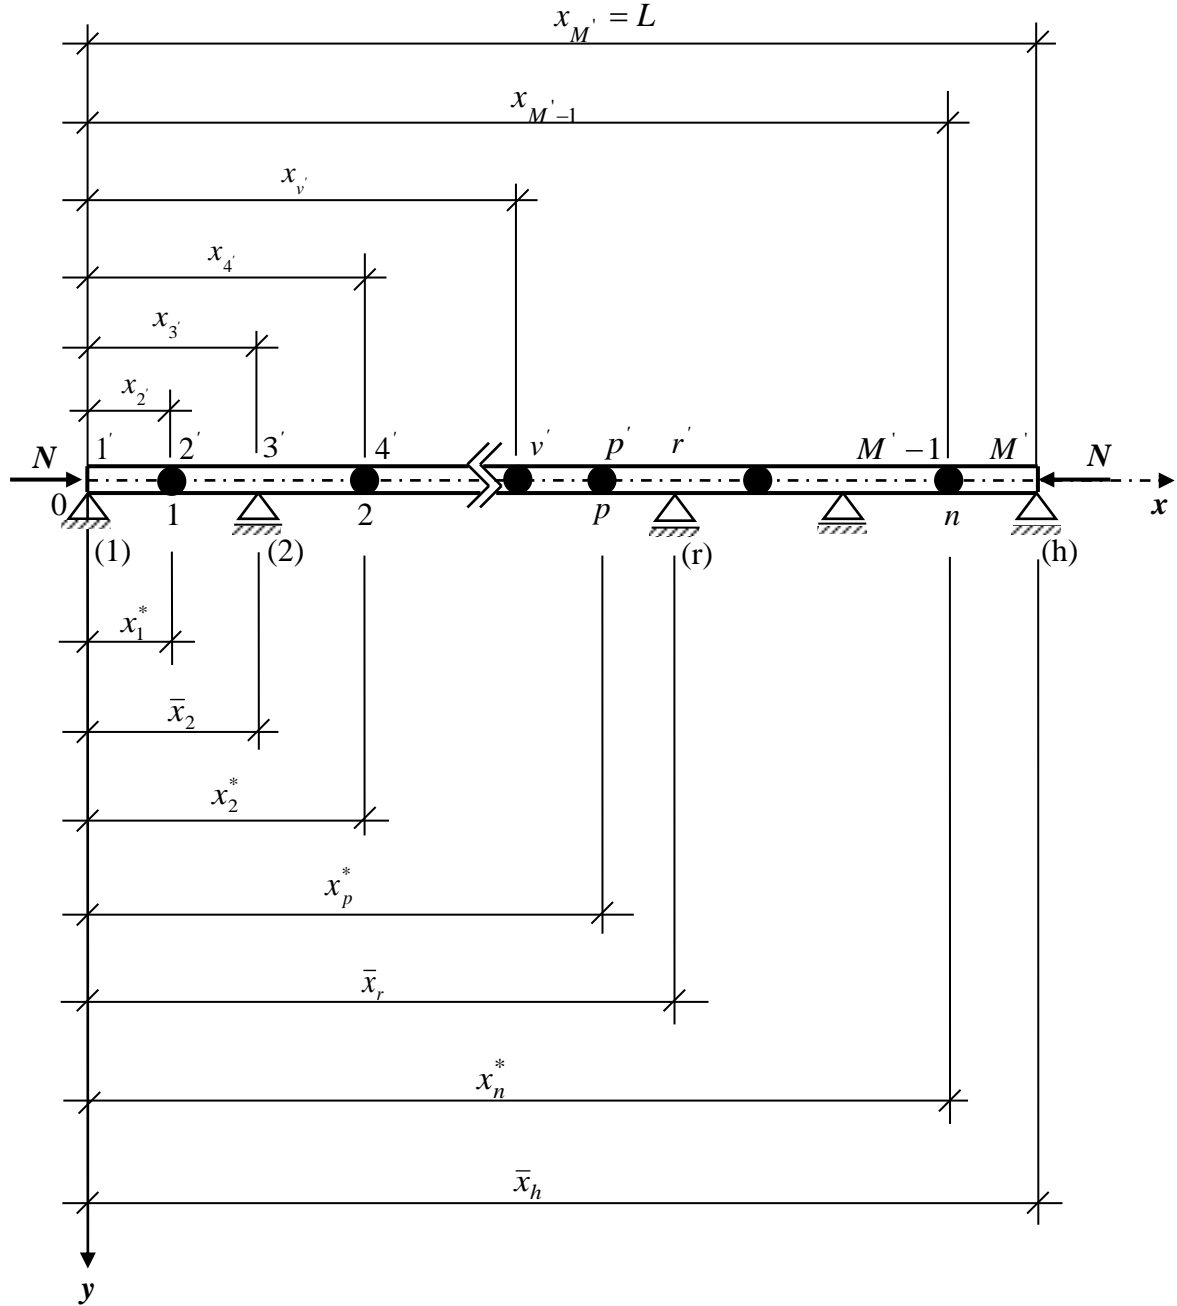 x_{M'} = L
x_{M'-1}
x_{v'}
x_{4'}
x_{3'}
x_{2'}
1' 2' 3' 4' v' p' r' M'-1 M'
N N
0 1 2 p n x
(1) (2) (r) (h)
x_1^*
x̄_2
x_2^*
x_p^*
x̄_r
x_n^*
x̄_h
y